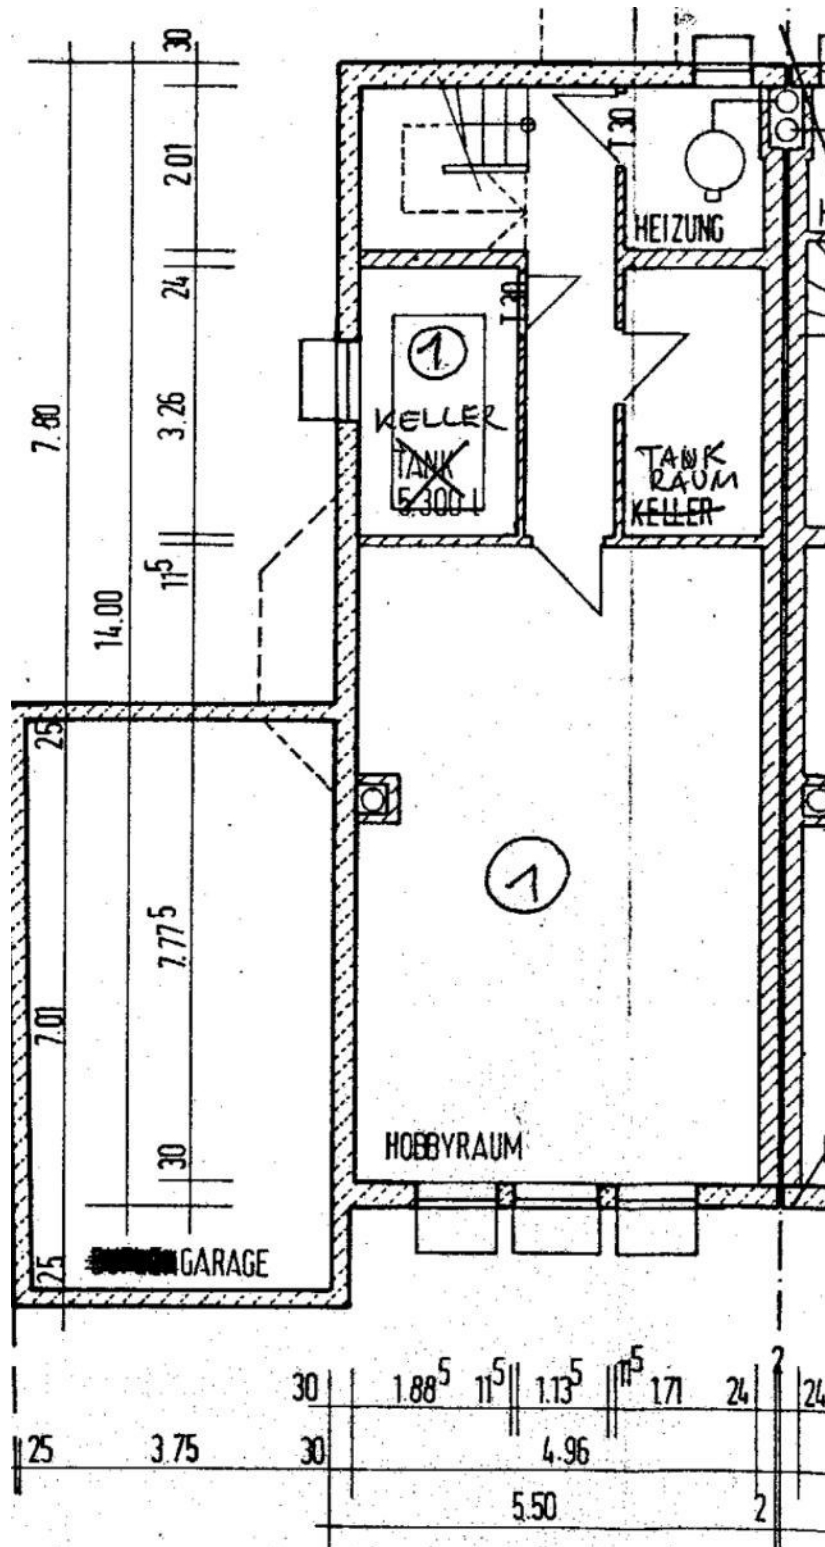 30
2.01
24
3.26
7.80
11⁵
14.00
25
7.77⁵
7.01
30
25
T 30
HEIZUNG
T 30
1
KELLER
TANK
5.300 l
TANK
RAUM
KELLER
1
HOBBYRAUM
GARAGE
30 1.88⁵ 11⁵ 1.13⁵ 11⁵ 1.71 24 2 24
25 3.75 30 4.96
5.50 2